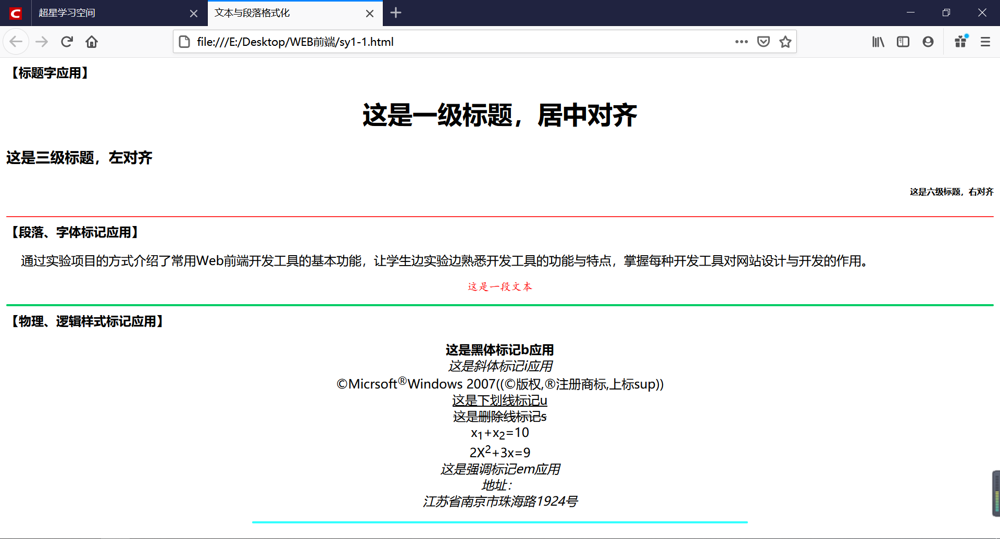 超星学习空间
文本与段落格式化
file:///E:/Desktop/WEB前端/sy1-1.html
【标题字应用】
这是一级标题，居中对齐
这是三级标题，左对齐
这是六级标题，右对齐
【段落、字体标记应用】
通过实验项目的方式介绍了常用Web前端开发工具的基本功能，让学生边实验边熟悉开发工具的功能与特点，掌握每种开发工具对网站设计与开发的作用。
这是一段文本
【物理、逻辑样式标记应用】
这是黑体标记b应用
这是斜体标记i应用
©Micrsoft®Windows 2007((©版权,®注册商标,上标sup))
这是下划线标记u
这是删除线标记s
x₁+x₂=10
2X²+3x=9
这是强调标记em应用
地址：
江苏省南京市珠海路1924号